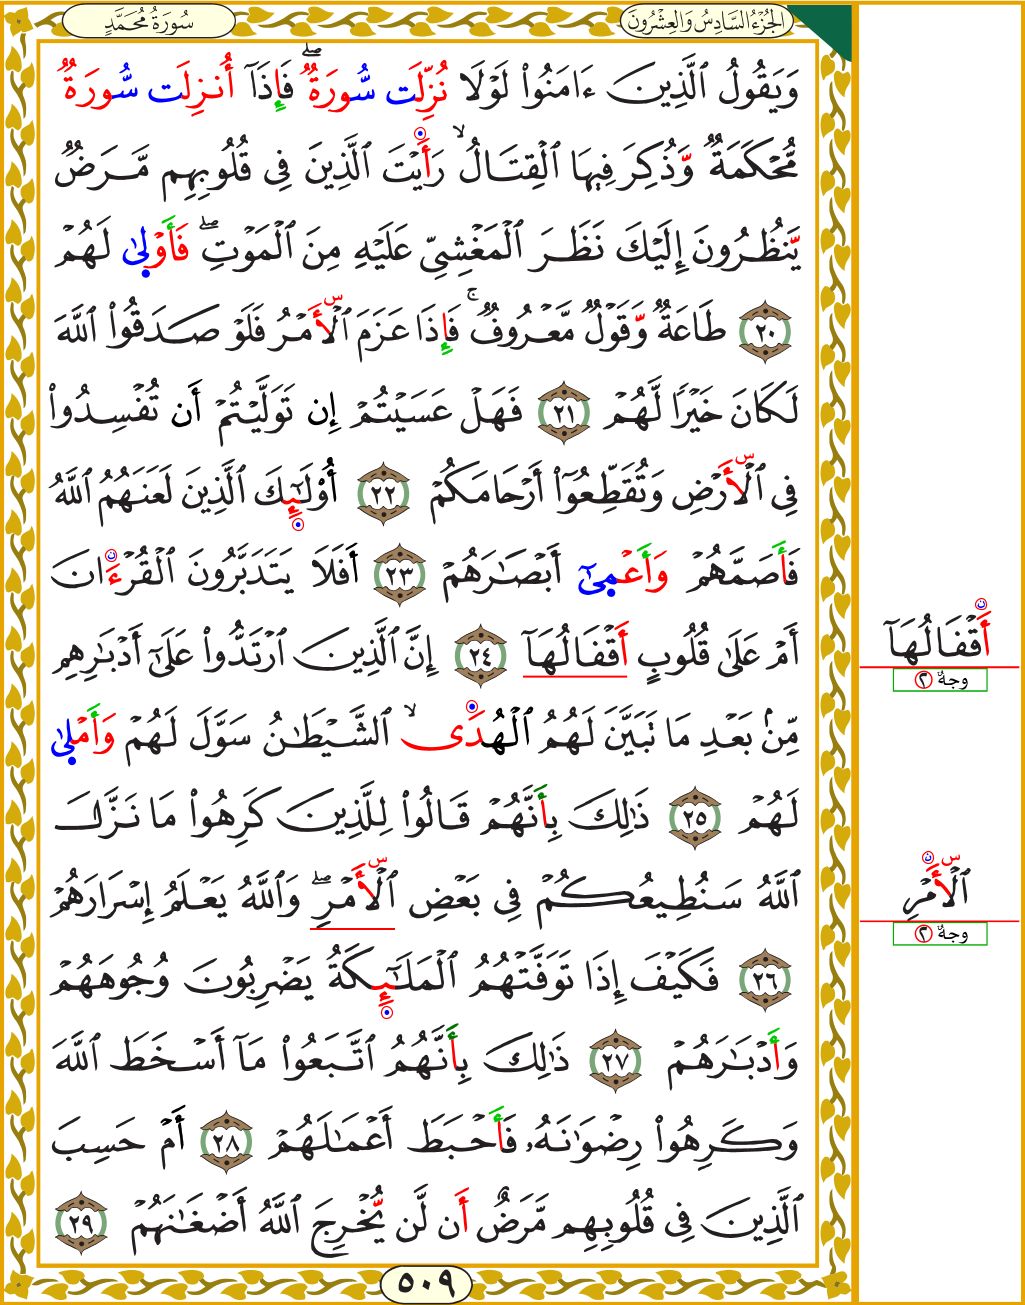 الجُزْءُ السَّادِسُ وَالعِشْرُونَ
سُورَةُ مُحَمَّدٍ
وَيَقُولُ ٱلَّذِينَ ءَامَنُوا۟ لَوْلَا نُزِّلَت سُّورَةٌۖ فَإِذَآ أُنزِلَت سُّورَةٌ
مُّحْكَمَةٌ وَّذُكِرَ فِيهَا ٱلْقِتَالُ ۙ رَأَيْتَ ٱلَّذِينَ فِى قُلُوبِهِم مَّرَضٌ
يَّنظُرُونَ إِلَيْكَ نَظَرَ ٱلْمَغْشِىِّ عَلَيْهِ مِنَ ٱلْمَوْتِۖ فَأَوْلَىٰ لَهُمْ
٢٠ طَاعَةٌ وَّقَوْلٌ مَّعْرُوفٌۚ فَإِذَا عَزَمَ ٱلْأَمْرُ فَلَوْ صَدَقُوا۟ ٱللَّهَ
لَكَانَ خَيْرًا لَّهُمْ ٢١ فَهَلْ عَسَيْتُمْ إِن تَوَلَّيْتُمْ أَن تُفْسِدُوا۟
فِى ٱلْأَرْضِ وَتُقَطِّعُوٓا۟ أَرْحَامَكُمْ ٢٢ أُو۟لَـٰٓئِكَ ٱلَّذِينَ لَعَنَهُمُ ٱللَّهُ
فَأَصَمَّهُمْ وَأَعْمَىٰٓ أَبْصَـٰرَهُمْ ٢٣ أَفَلَا يَتَدَبَّرُونَ ٱلْقُرْءَانَ
أَمْ عَلَىٰ قُلُوبٍ أَقْفَالُهَآ ٢٤ إِنَّ ٱلَّذِينَ ٱرْتَدُّوا۟ عَلَىٰٓ أَدْبَـٰرِهِم
مِّنۢ بَعْدِ مَا تَبَيَّنَ لَهُمُ ٱلْهُدَى ۙ ٱلشَّيْطَـٰنُ سَوَّلَ لَهُمْ وَأَمْلَىٰ
لَهُمْ ٢٥ ذَٰلِكَ بِأَنَّهُمْ قَالُوا۟ لِلَّذِينَ كَرِهُوا۟ مَا نَزَّلَ
ٱللَّهُ سَنُطِيعُكُمْ فِى بَعْضِ ٱلْأَمْرِۖ وَٱللَّهُ يَعْلَمُ إِسْرَارَهُمْ
٢٦ فَكَيْفَ إِذَا تَوَفَّتْهُمُ ٱلْمَلَـٰٓئِكَةُ يَضْرِبُونَ وُجُوهَهُمْ
وَأَدْبَـٰرَهُمْ ٢٧ ذَٰلِكَ بِأَنَّهُمُ ٱتَّبَعُوا۟ مَآ أَسْخَطَ ٱللَّهَ
وَكَرِهُوا۟ رِضْوَٰنَهُۥ فَأَحْبَطَ أَعْمَـٰلَهُمْ ٢٨ أَمْ حَسِبَ
ٱلَّذِينَ فِى قُلُوبِهِم مَّرَضٌ أَن لَّن يُّخْرِجَ ٱللَّهُ أَضْغَـٰنَهُمْ ٢٩
أَقْفَالُهَآ
وجهٌ ٢
ٱلْأَمْرِ
وجهٌ ٢
٥٠٩